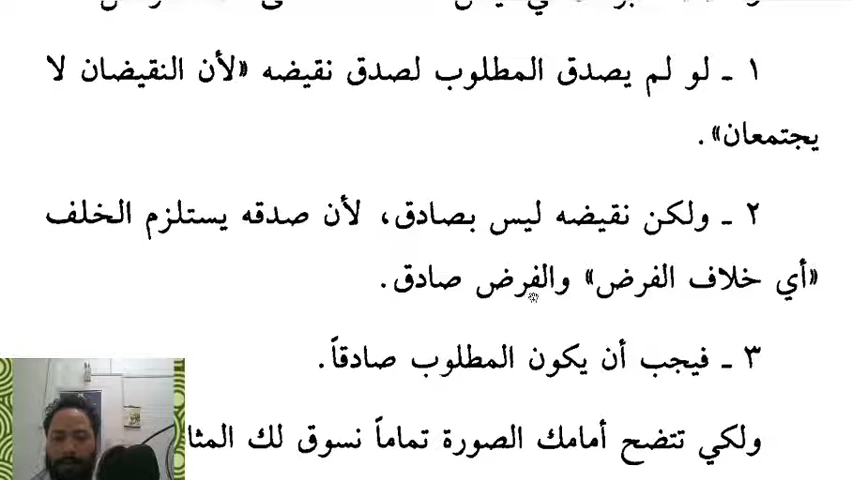 ١ ـ لو لم يصدق المطلوب لصدق نقيضه «لأن النقيضان لا
يجتمعان».
٢ ـ ولكن نقيضه ليس بصادق، لأن صدقه يستلزم الخلف
«أي خلاف الفرض» والفرض صادق.
٣ ـ فيجب أن يكون المطلوب صادقاً.
ولكي تتضح أمامك الصورة تماماً نسوق لك